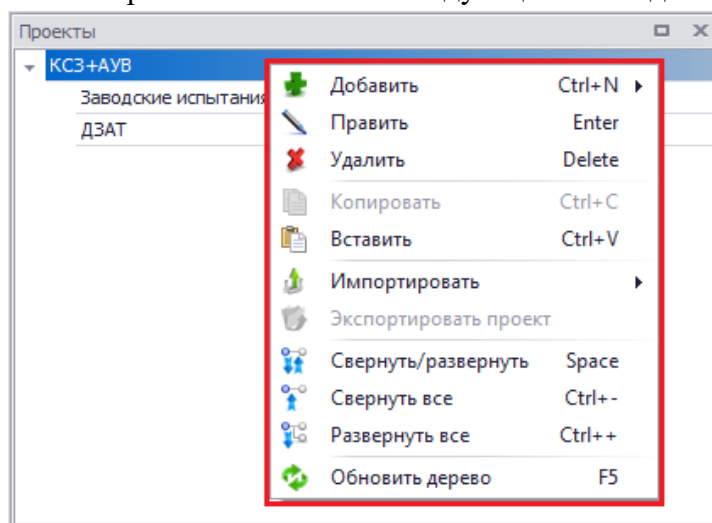 Проекты
КСЗ+АУВ
Заводские испытания
ДЗАТ
Добавить Ctrl+N
Править Enter
Удалить Delete
Копировать Ctrl+C
Вставить Ctrl+V
Импортировать
Экспортировать проект
Свернуть/развернуть Space
Свернуть все Ctrl+-
Развернуть все Ctrl++
Обновить дерево F5